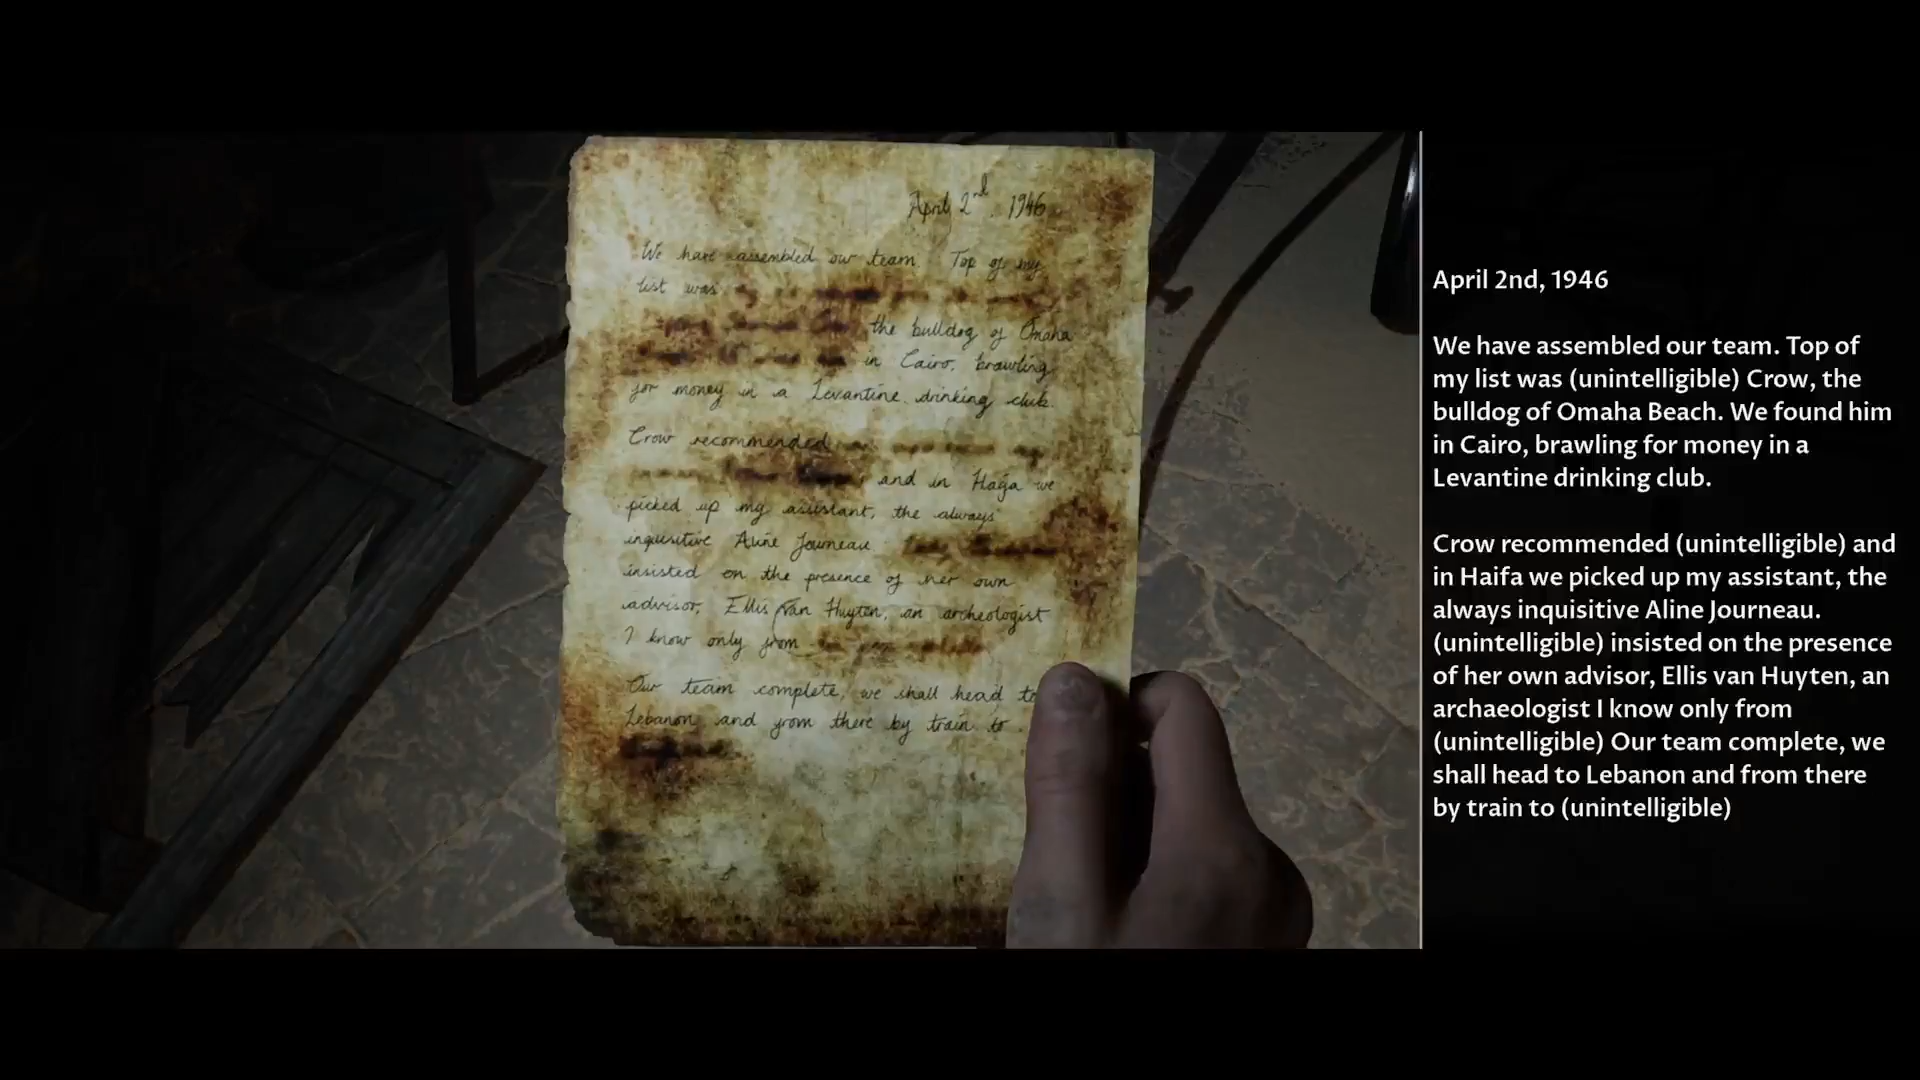 April 2nd, 1946
We have assembled our team. Top of my
list was
the bulldog of Omaha
in Cairo, brawling
for money in a Levantine drinking club.
Crow recommended
and in Haifa we
picked up my assistant, the always
inquisitive Aline Journeau
insisted on the presence of her own
advisor, Ellis van Huyten, an archeologist
I know only from
Our team complete, we shall head to
Lebanon and from there by train to
April 2nd, 1946
We have assembled our team. Top of
my list was (unintelligible) Crow, the
bulldog of Omaha Beach. We found him
in Cairo, brawling for money in a
Levantine drinking club.
Crow recommended (unintelligible) and
in Haifa we picked up my assistant, the
always inquisitive Aline Journeau.
(unintelligible) insisted on the presence
of her own advisor, Ellis van Huyten, an
archaeologist I know only from
(unintelligible) Our team complete, we
shall head to Lebanon and from there
by train to (unintelligible)